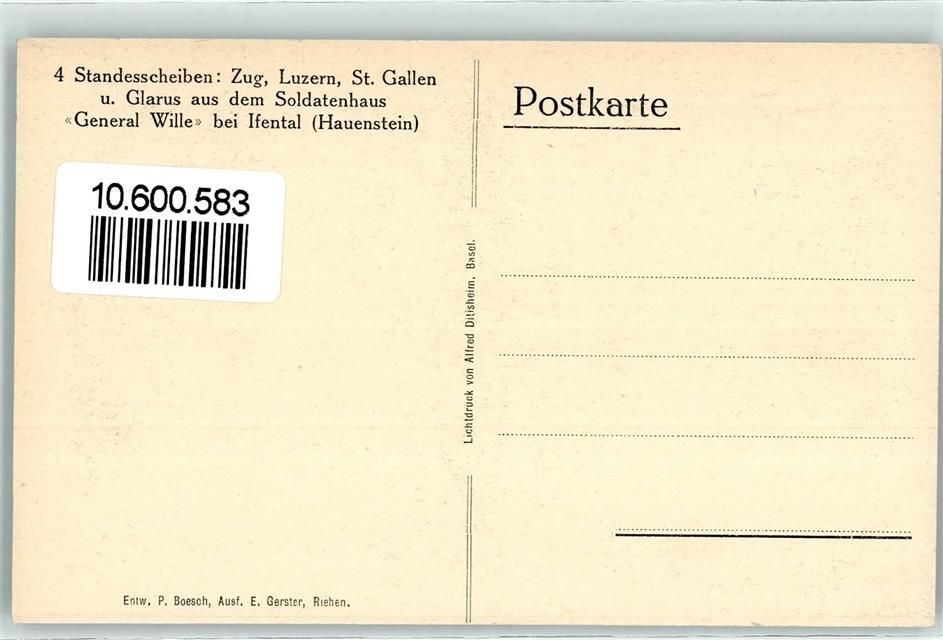 4 Standesscheiben: Zug, Luzern, St. Gallen
u. Glarus aus dem Soldatenhaus
«General Wille» bei Ifental (Hauenstein)
10.600.583
Entw. P. Boesch, Ausf. E. Gerster, Riehen.
Lichtdruck von Alfred Ditisheim, Basel.
Postkarte